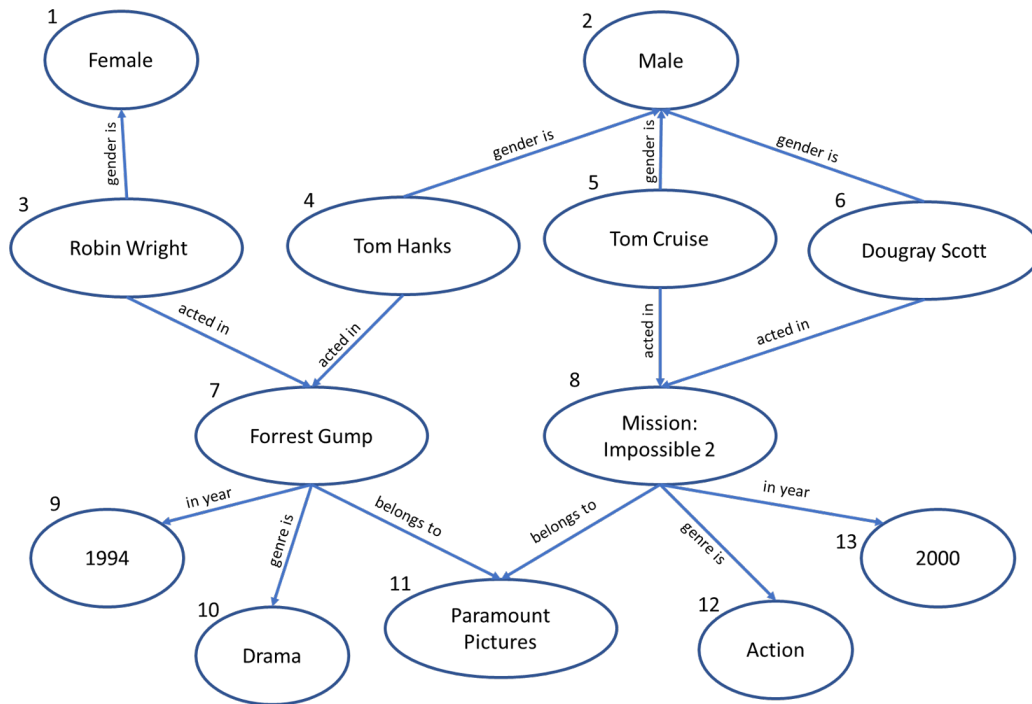 1
Female
2
Male
gender is
gender is
gender is
gender is
3
Robin Wright
4
Tom Hanks
5
Tom Cruise
6
Dougray Scott
acted in
acted in
acted in
acted in
7
Forrest Gump
8
Mission:
Impossible 2
in year
genre is
belongs to
belongs to
genre is
in year
9
1994
10
Drama
11
Paramount
Pictures
12
Action
13
2000